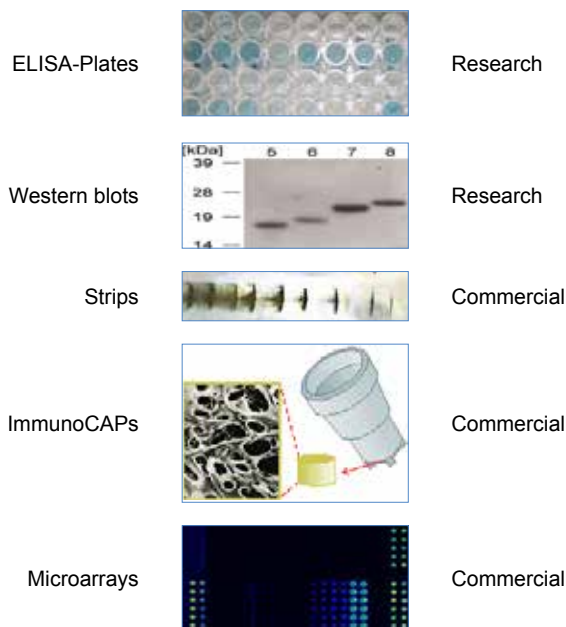 ELISA-Plates Research
[kDa] 5 6 7 8
39
28
19
14
Western blots Research
Strips Commercial
ImmunoCAPs Commercial
Microarrays Commercial